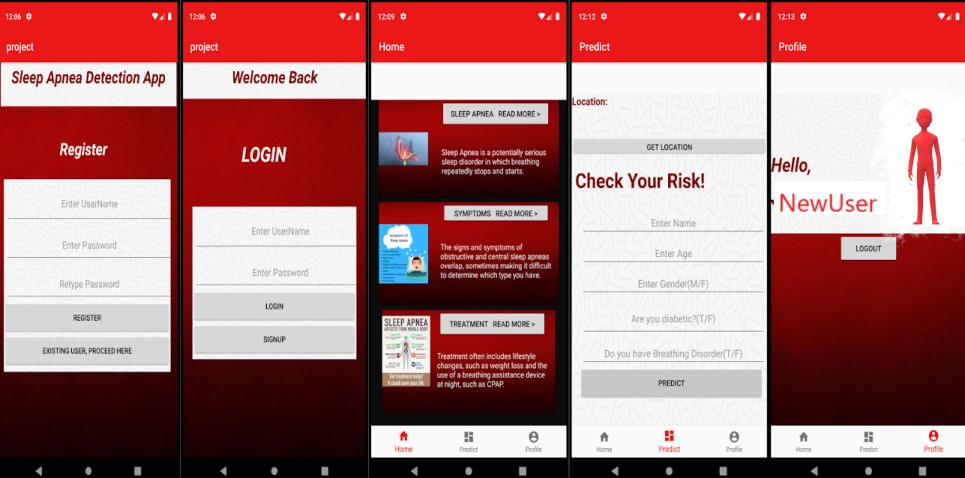 12:06
project
Sleep Apnea Detection App
Register
Enter UserName
Enter Password
Retype Password
REGISTER
EXISTING USER, PROCEED HERE
12:06
project
Welcome Back
LOGIN
Enter UserName
Enter Password
LOGIN
SIGNUP
12:09
Home
SLEEP APNEA READ MORE >
Sleep Apnea is a potentially serious
sleep disorder in which breathing
repeatedly stops and starts.
SYMPTOMS READ MORE >
Symptoms of
Sleep Apnea
The signs and symptoms of
obstructive and central sleep apneas
overlap, sometimes making it difficult
to determine which type you have.
SLEEP APNEA
AFFECTS YOUR WHOLE BODY
Get treatment today!
It could save your life.
TREATMENT READ MORE >
Treatment often includes lifestyle
changes, such as weight loss and the
use of a breathing assistance device
at night, such as CPAP.
Home
Predict
Profile
12:12
Predict
Location:
GET LOCATION
Check Your Risk!
Enter Name
Enter Age
Enter Gender(M/F)
Are you diabetic?(T/F)
Do you have Breathing Disorder(T/F)
PREDICT
Home
Predict
Profile
12:13
Profile
Hello,
NewUser
LOGOUT
Home
Predict
Profile